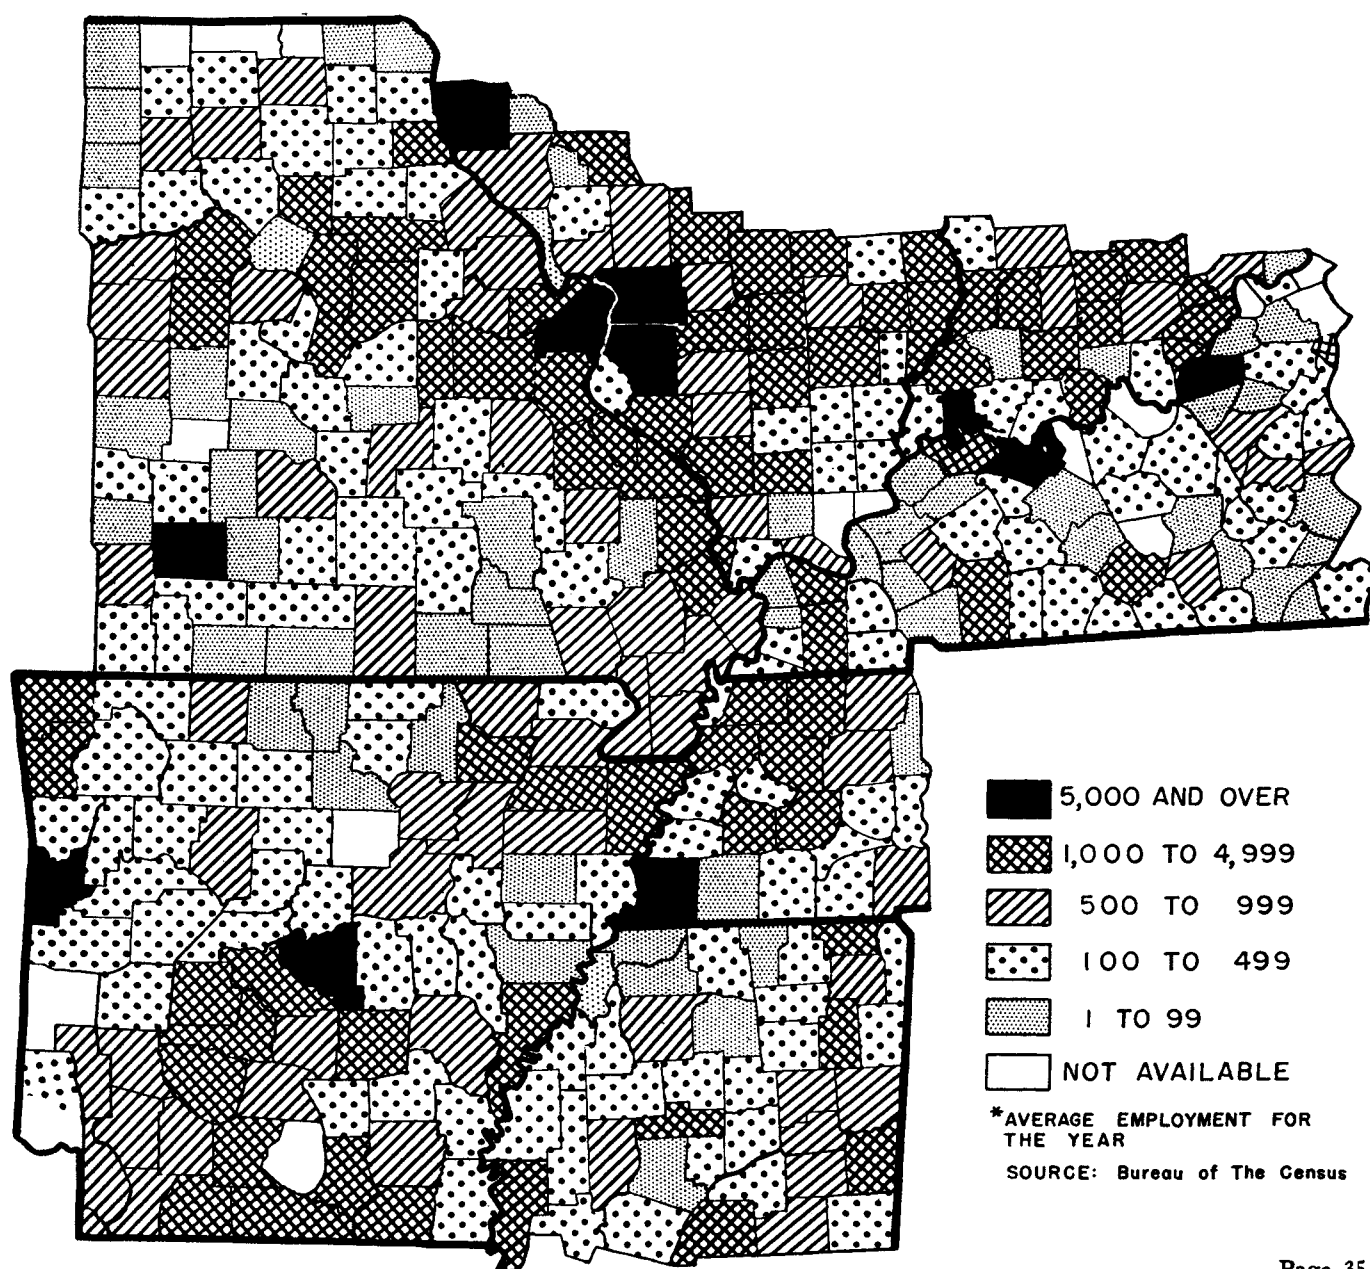 5,000 AND OVER
1,000 TO 4,999
500 TO 999
100 TO 499
1 TO 99
NOT AVAILABLE
*AVERAGE EMPLOYMENT FOR
THE YEAR
SOURCE: Bureau of The Census
Page 35